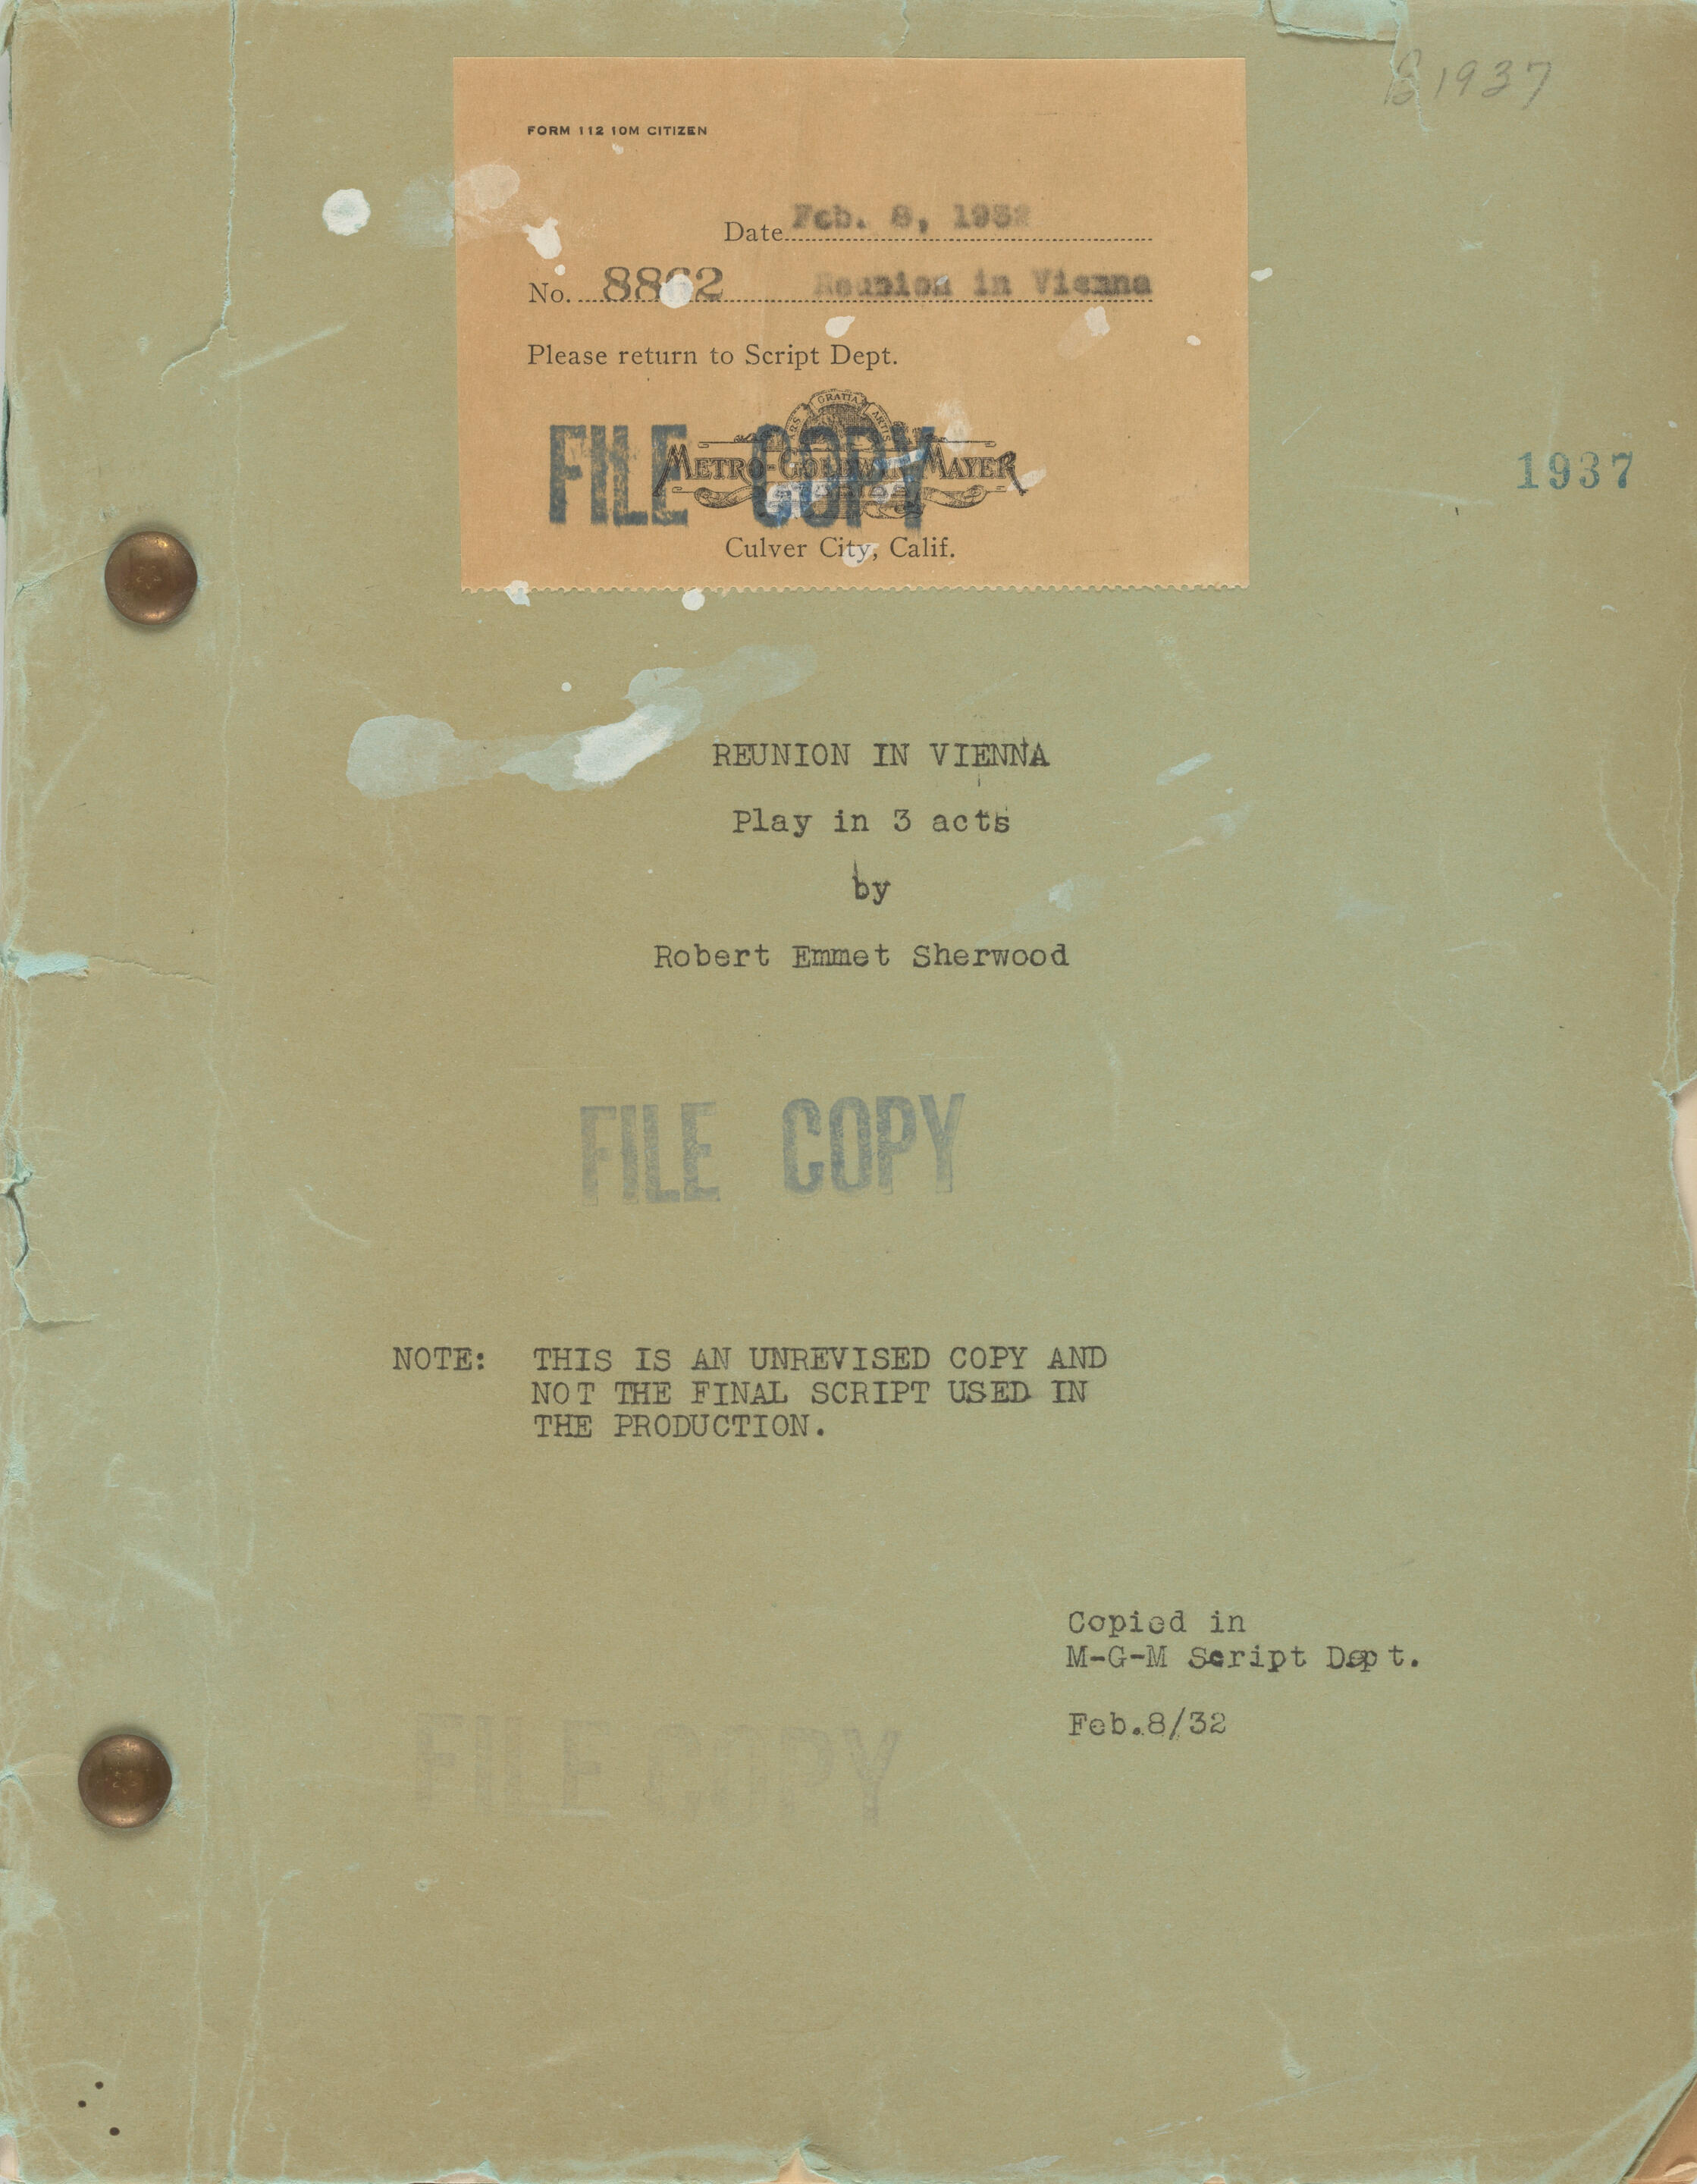 B1937
FORM 112 10M CITIZEN
Date Feb. 8, 1932
No. 8862 Reunion in Vienna
Please return to Script Dept.
ARS GRATIA ARTIS
METRO-GOLDWYN-MAYER
FILE COPY
Culver City, Calif.
1937
REUNION IN VIENNA
Play in 3 acts
by
Robert Emmet Sherwood
FILE COPY
NOTE: THIS IS AN UNREVISED COPY AND
NOT THE FINAL SCRIPT USED IN
THE PRODUCTION.
Copied in
M-G-M Script Dept.
Feb.8/32
FILE COPY